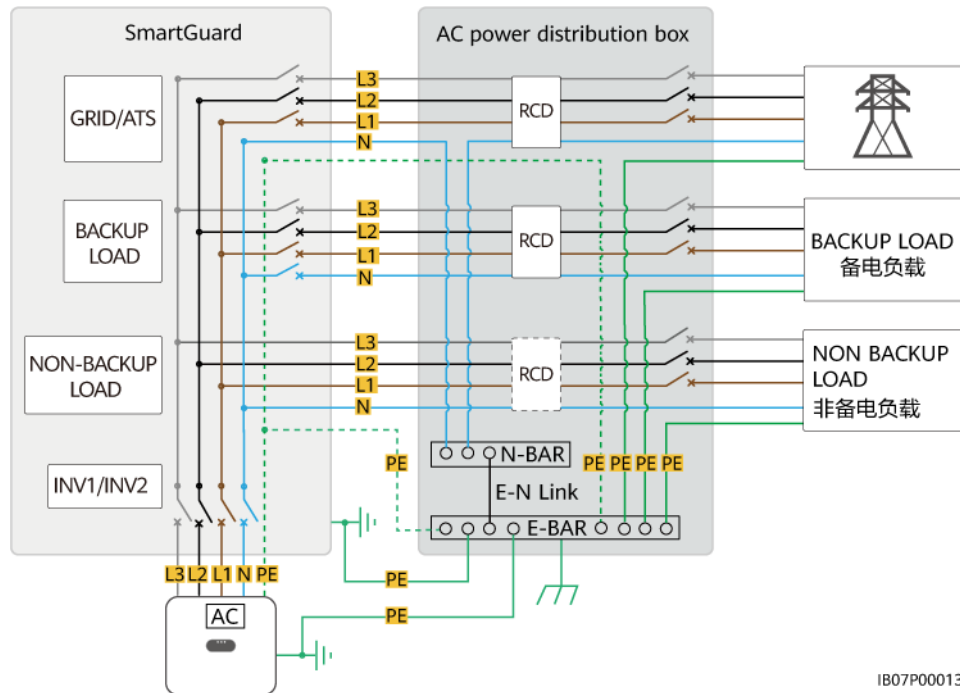 SmartGuard
AC power distribution box
GRID/ATS
L3
L2
L1
N
RCD
BACKUP
LOAD
L3
L2
L1
N
RCD
BACKUP LOAD
备电负载
NON-BACKUP
LOAD
L3
L2
L1
N
RCD
NON BACKUP
LOAD
非备电负载
INV1/INV2
PE
N-BAR
PE
PE
PE
PE
E-N Link
E-BAR
L3
L2
L1
N
PE
PE
AC
PE
IB07P00013